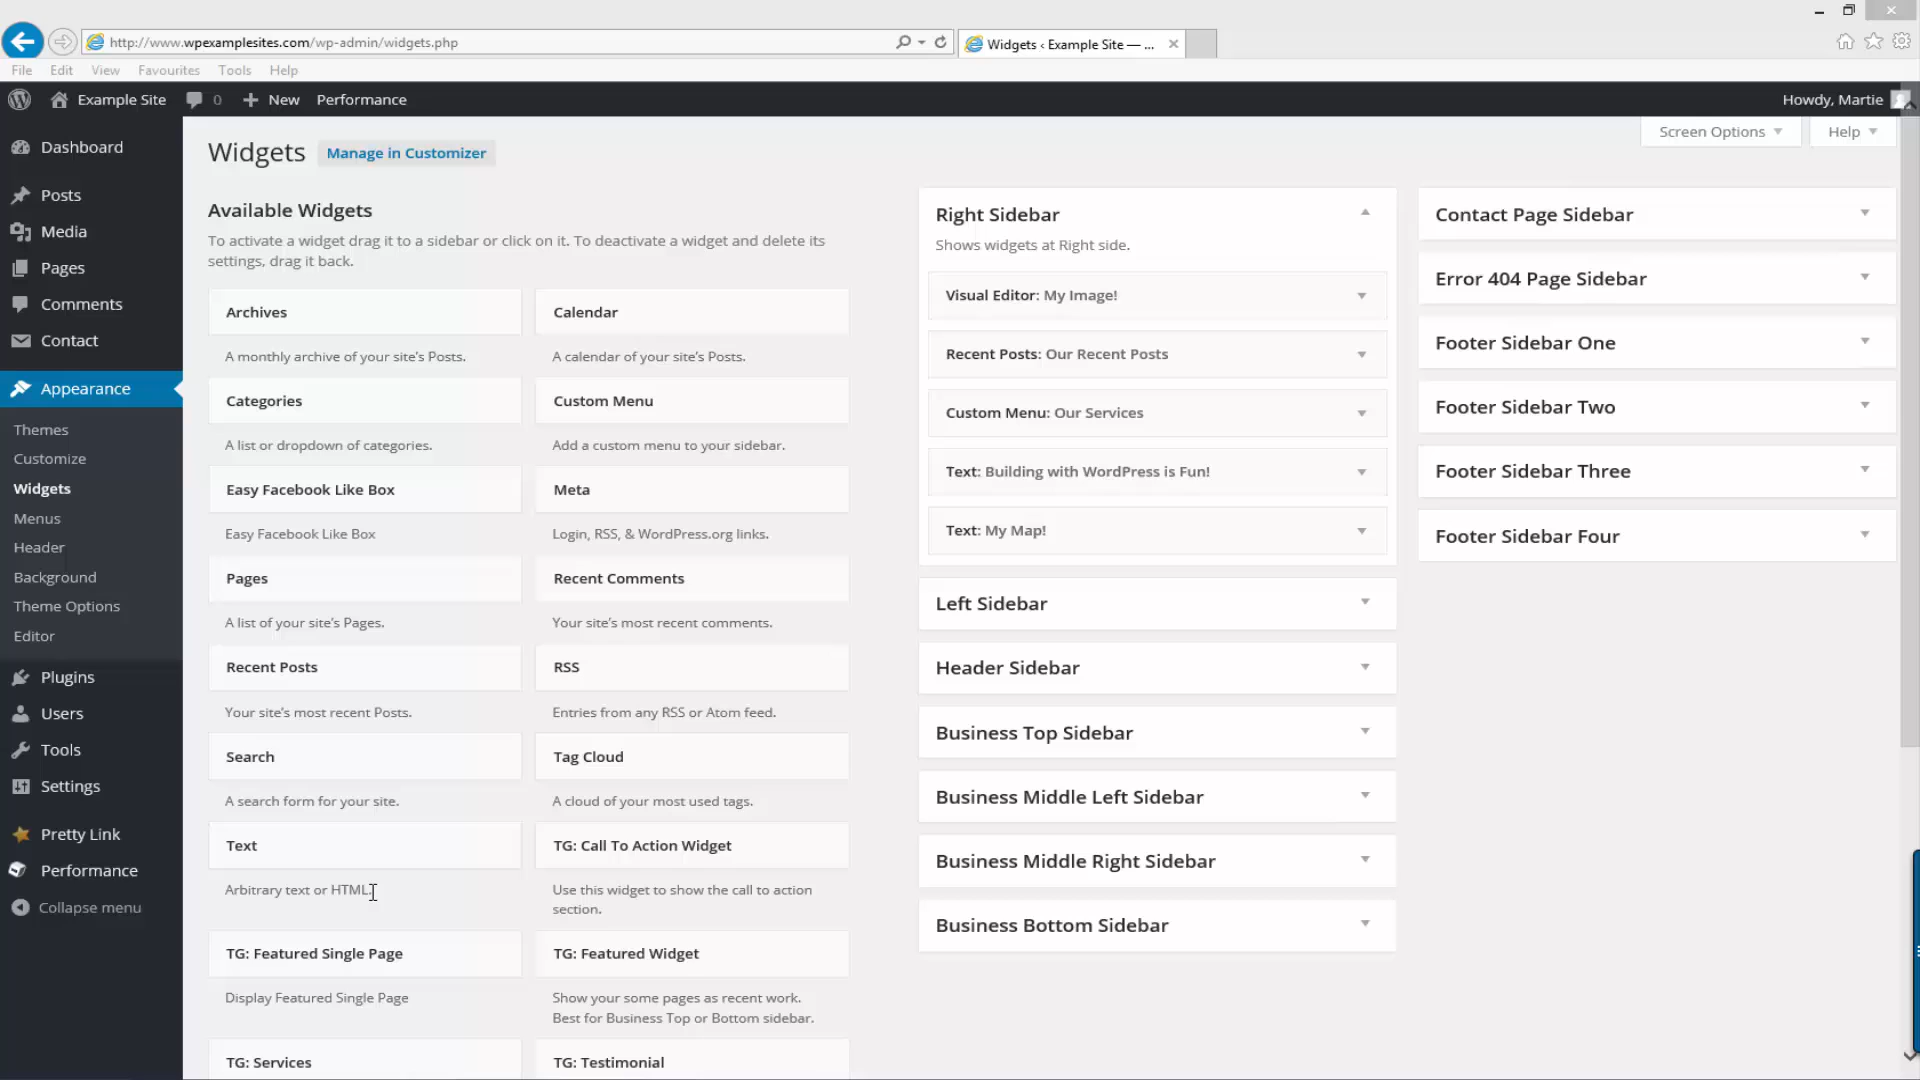 http://www.wpexamplesites.com/wp-admin/widgets.php
Widgets ‹ Example Site — ...
File Edit View Favourites Tools Help
Example Site 0 New Performance Howdy, Martie
Screen Options Help
Dashboard
Posts
Media
Pages
Comments
Contact
Appearance
Themes
Customize
Widgets
Menus
Header
Background
Theme Options
Editor
Plugins
Users
Tools
Settings
Pretty Link
Performance
Collapse menu
Widgets Manage in Customizer
Available Widgets
To activate a widget drag it to a sidebar or click on it. To deactivate a widget and delete its
settings, drag it back.
Archives Calendar
A monthly archive of your site's Posts. A calendar of your site's Posts.
Categories Custom Menu
A list or dropdown of categories. Add a custom menu to your sidebar.
Easy Facebook Like Box Meta
Easy Facebook Like Box Login, RSS, & WordPress.org links.
Pages Recent Comments
A list of your site's Pages. Your site's most recent comments.
Recent Posts RSS
Your site's most recent Posts. Entries from any RSS or Atom feed.
Search Tag Cloud
A search form for your site. A cloud of your most used tags.
Text TG: Call To Action Widget
Arbitrary text or HTML. Use this widget to show the call to action
section.
TG: Featured Single Page TG: Featured Widget
Display Featured Single Page Show your some pages as recent work.
Best for Business Top or Bottom sidebar.
TG: Services TG: Testimonial
Right Sidebar
Shows widgets at Right side.
Visual Editor: My Image!
Recent Posts: Our Recent Posts
Custom Menu: Our Services
Text: Building with WordPress is Fun!
Text: My Map!
Left Sidebar
Header Sidebar
Business Top Sidebar
Business Middle Left Sidebar
Business Middle Right Sidebar
Business Bottom Sidebar
Contact Page Sidebar
Error 404 Page Sidebar
Footer Sidebar One
Footer Sidebar Two
Footer Sidebar Three
Footer Sidebar Four